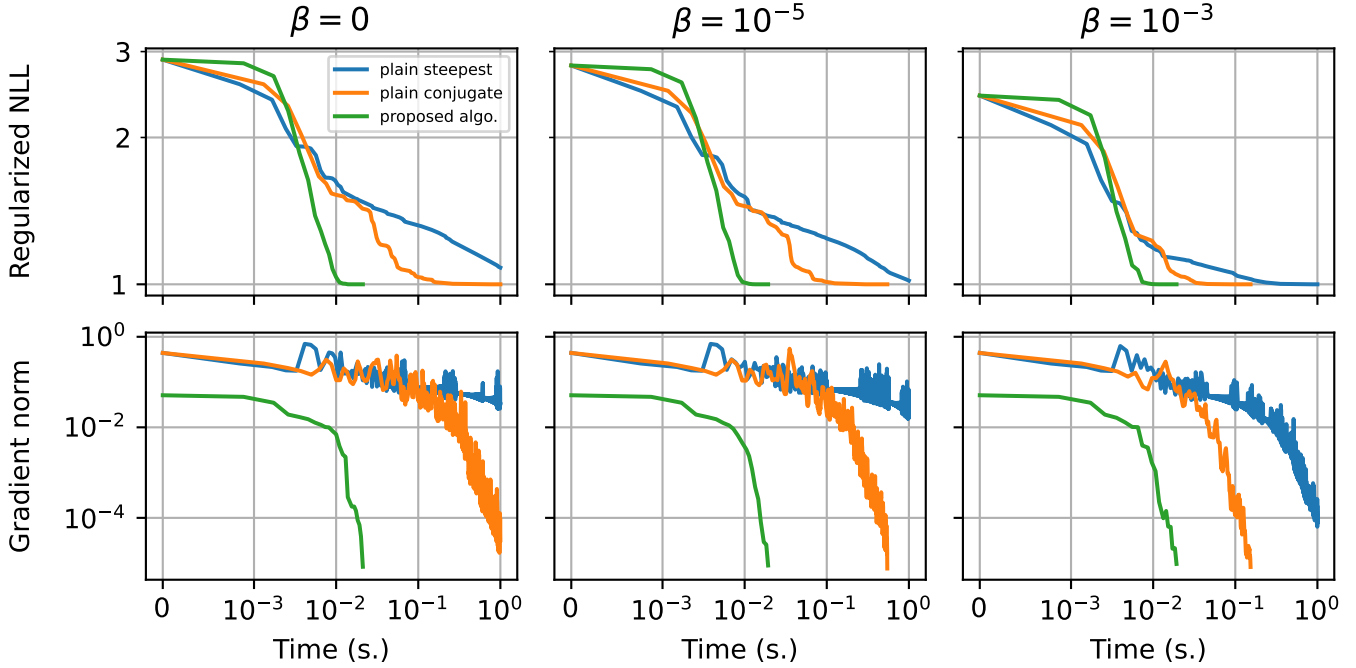 β = 0
β = 10⁻⁵
β = 10⁻³
Regularized NLL
3
2
1
plain steepest
plain conjugate
proposed algo.
Gradient norm
10⁰
10⁻²
10⁻⁴
0 10⁻³ 10⁻² 10⁻¹ 10⁰
0 10⁻³ 10⁻² 10⁻¹ 10⁰
0 10⁻³ 10⁻² 10⁻¹ 10⁰
Time (s.)
Time (s.)
Time (s.)